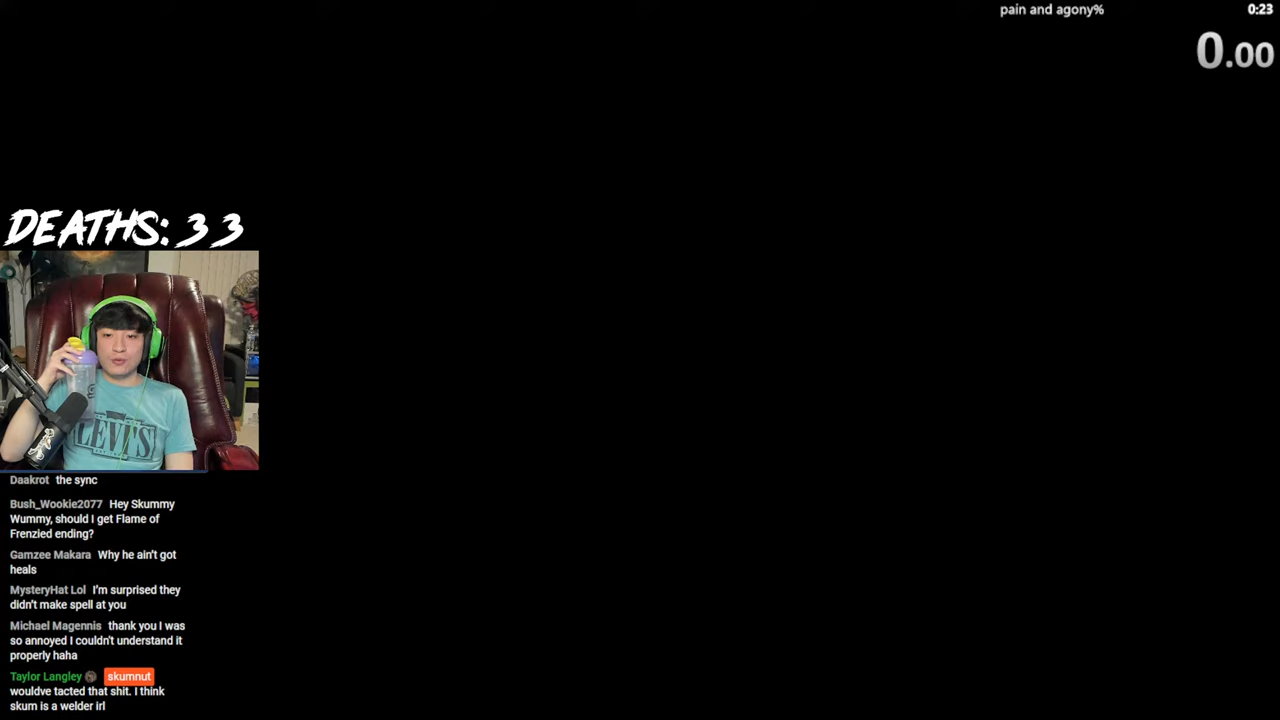 pain and agony%
0:23
0.00
DEATHS: 33
LEVI'S
Daakrot the sync
Bush_Wookie2077 Hey Skummy
Wummy, should I get Flame of
Frenzied ending?
Gamzee Makara Why he ain't got
heals
MysteryHat Lol I'm surprised they
didn't make spell at you
Michael Magennis thank you I was
so annoyed I couldn't understand it
properly haha
Taylor Langley skumnut
wouldve tacted that shit. I think
skum is a welder irl